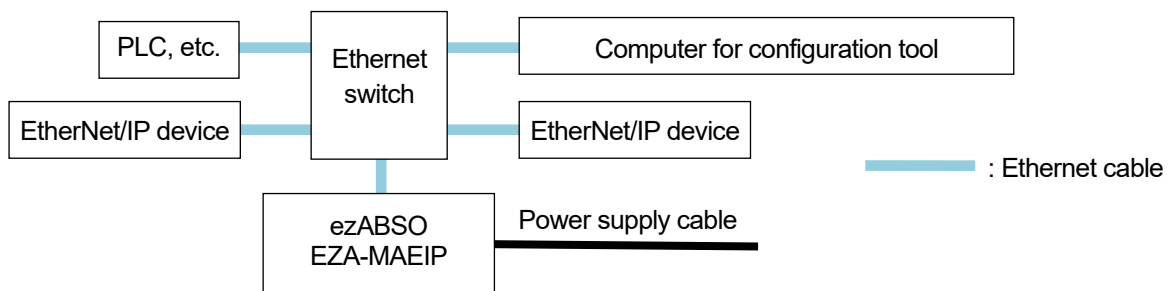 PLC, etc.
Ethernet
switch
Computer for configuration tool
EtherNet/IP device
EtherNet/IP device
: Ethernet cable
ezABSO
EZA-MAEIP
Power supply cable